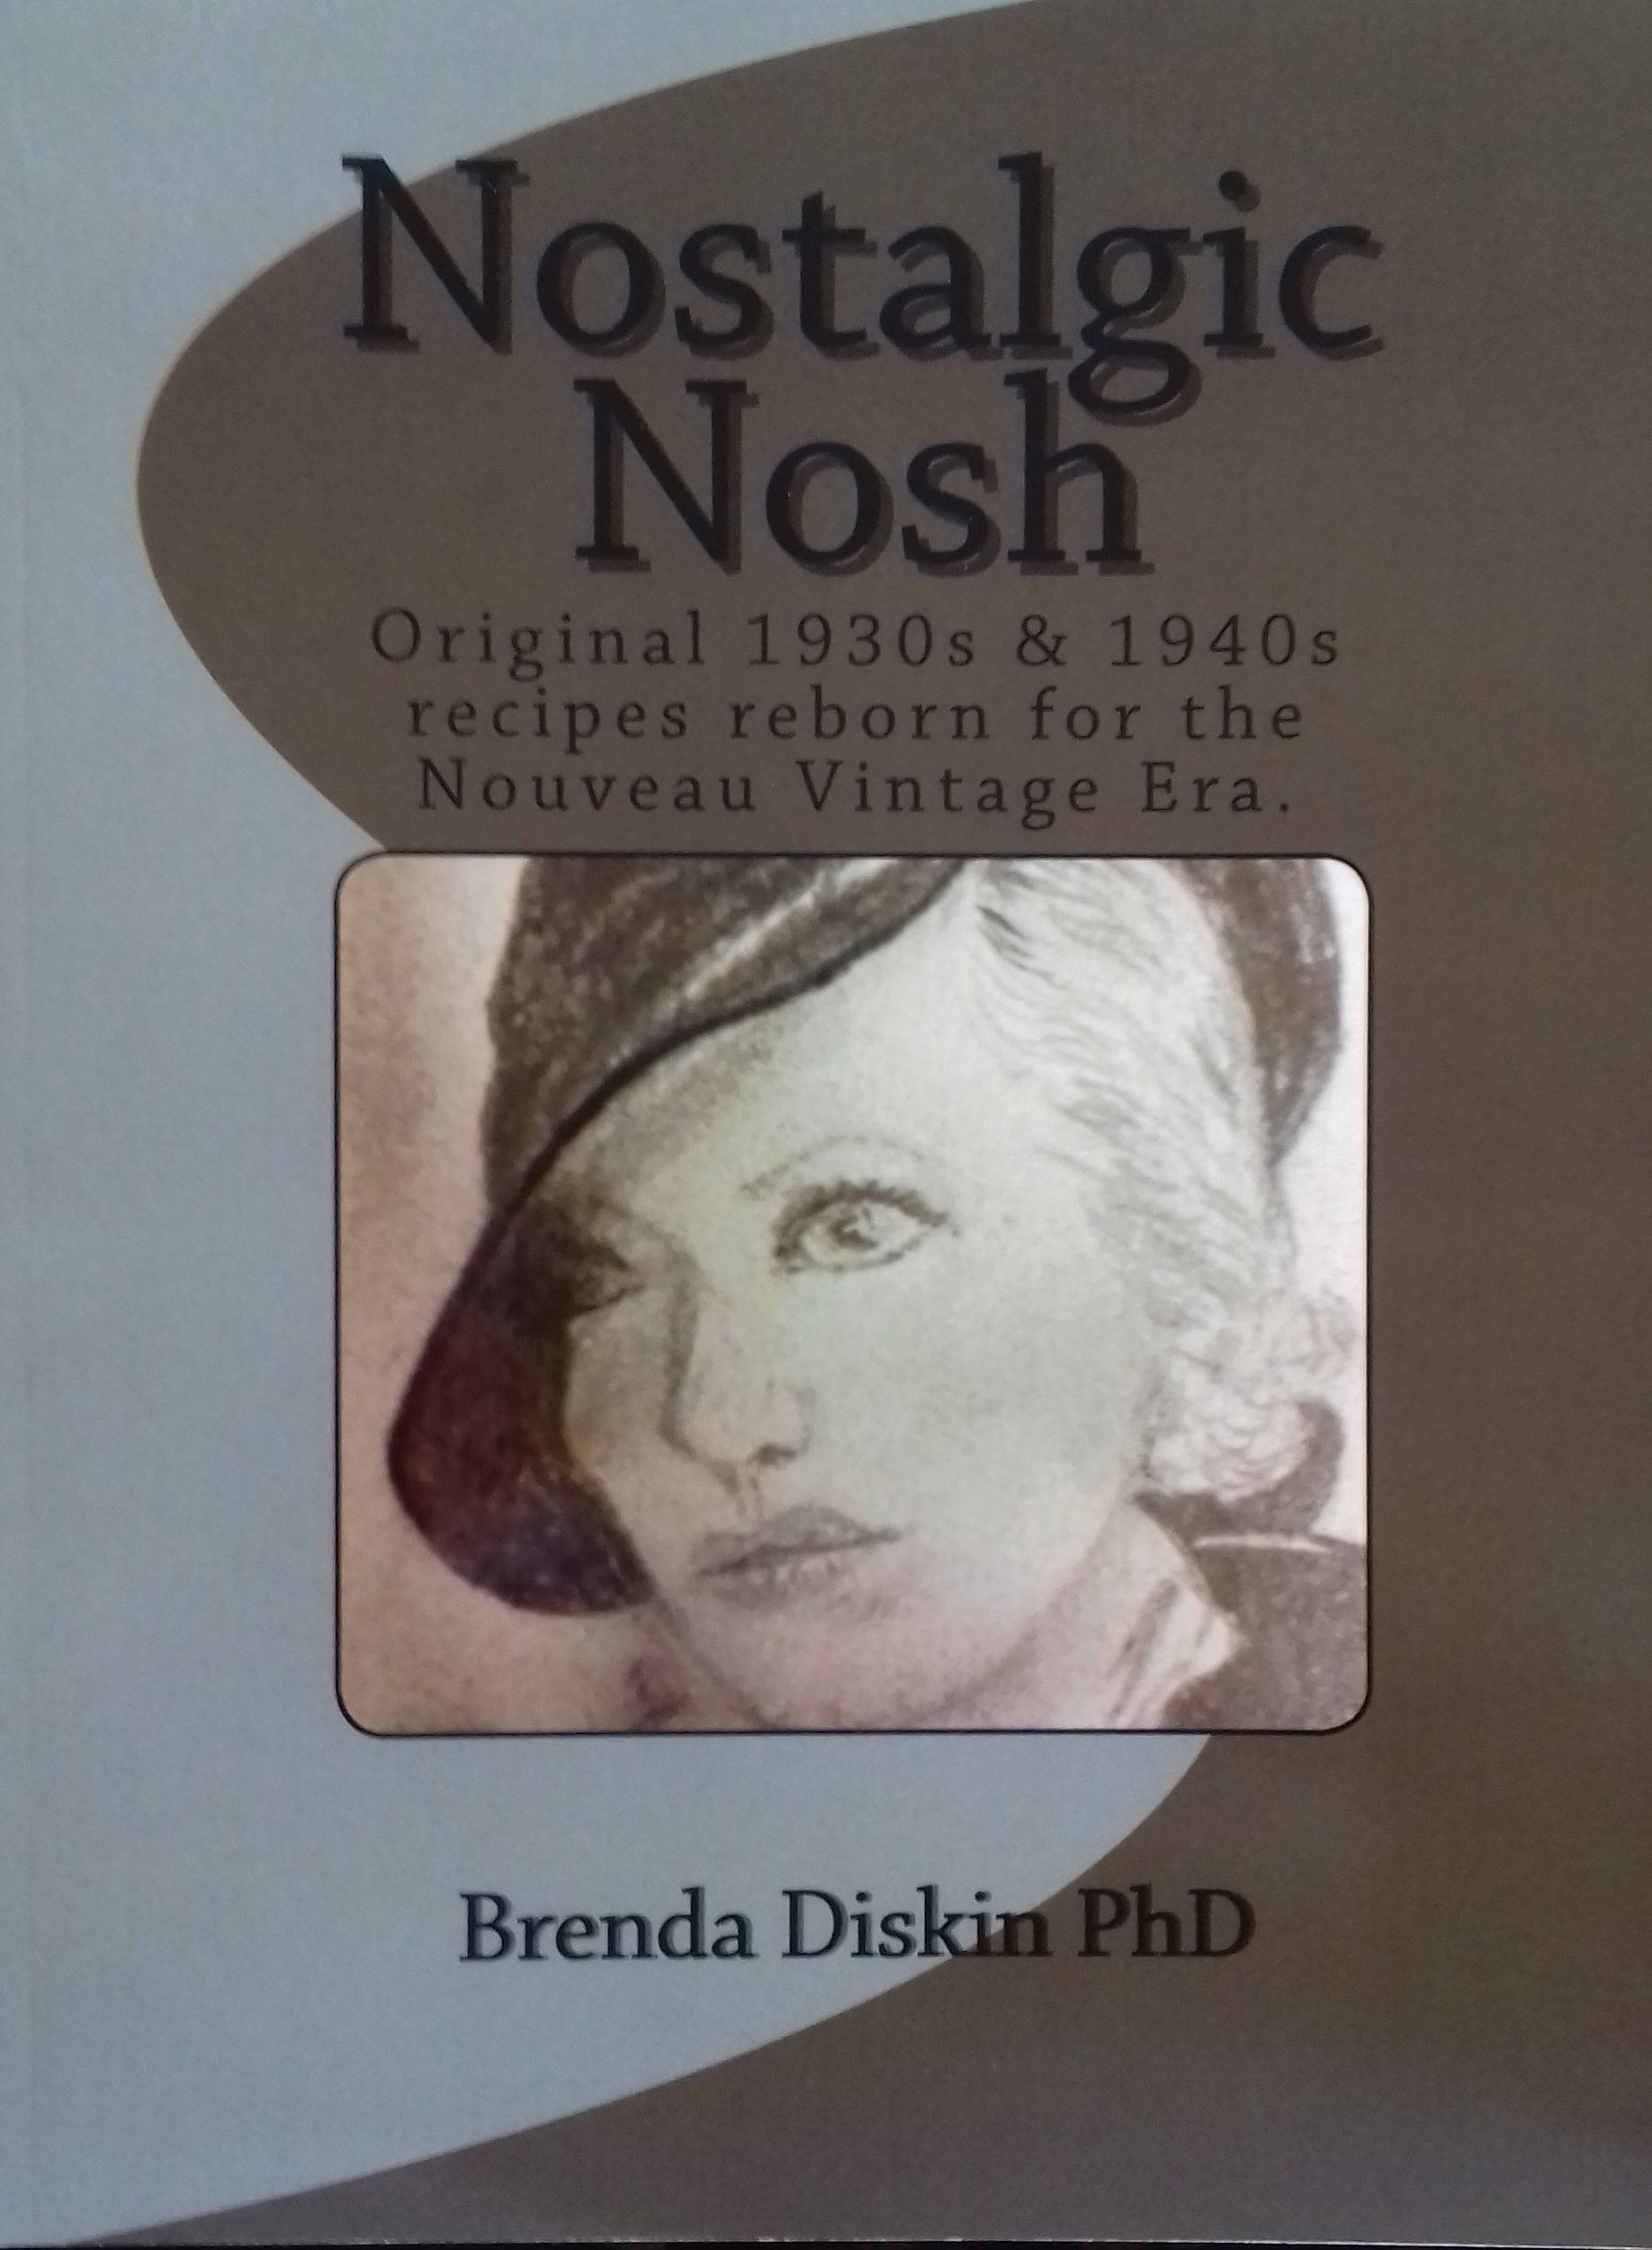 Nostalgic
Nosh
Original 1930s & 1940s
recipes reborn for the
Nouveau Vintage Era.
Brenda Diskin PhD